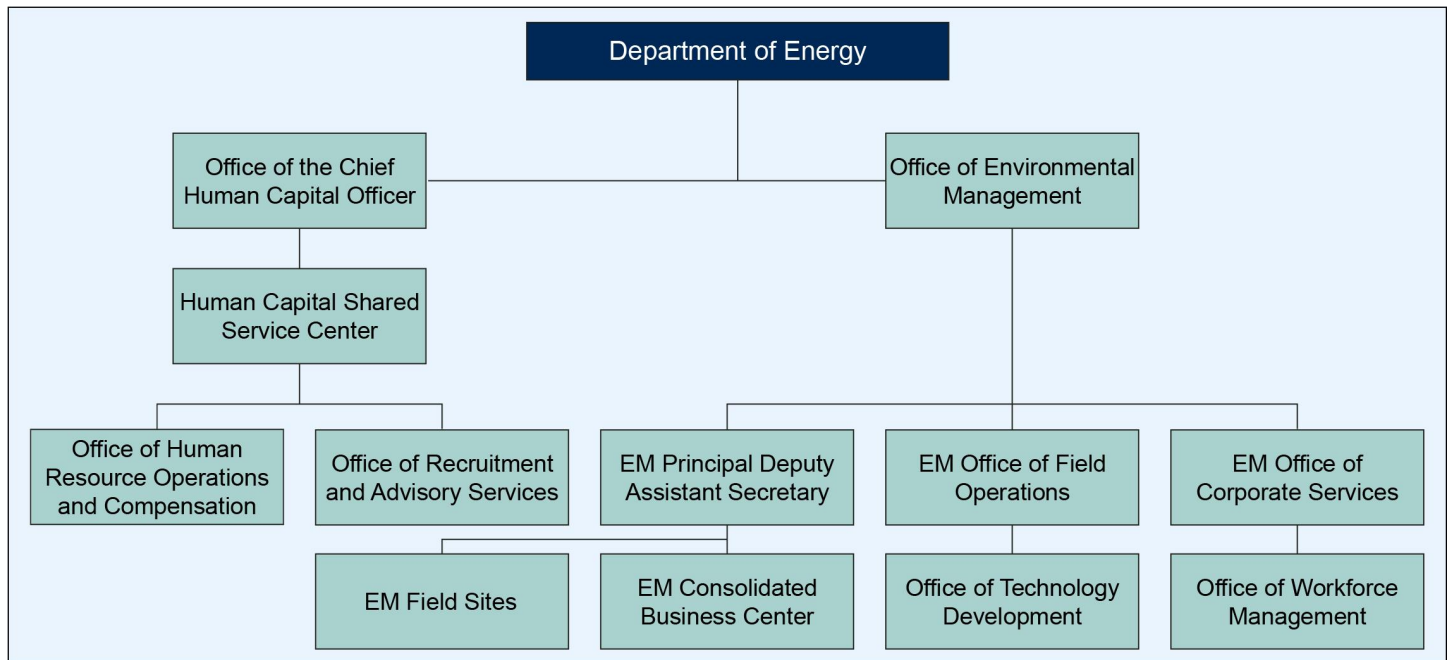 Department of Energy
Office of the Chief
Human Capital Officer
Office of Environmental
Management
Human Capital Shared
Service Center
Office of Human
Resource Operations
and Compensation
Office of Recruitment
and Advisory Services
EM Principal Deputy
Assistant Secretary
EM Office of Field
Operations
EM Office of
Corporate Services
EM Field Sites
EM Consolidated
Business Center
Office of Technology
Development
Office of Workforce
Management